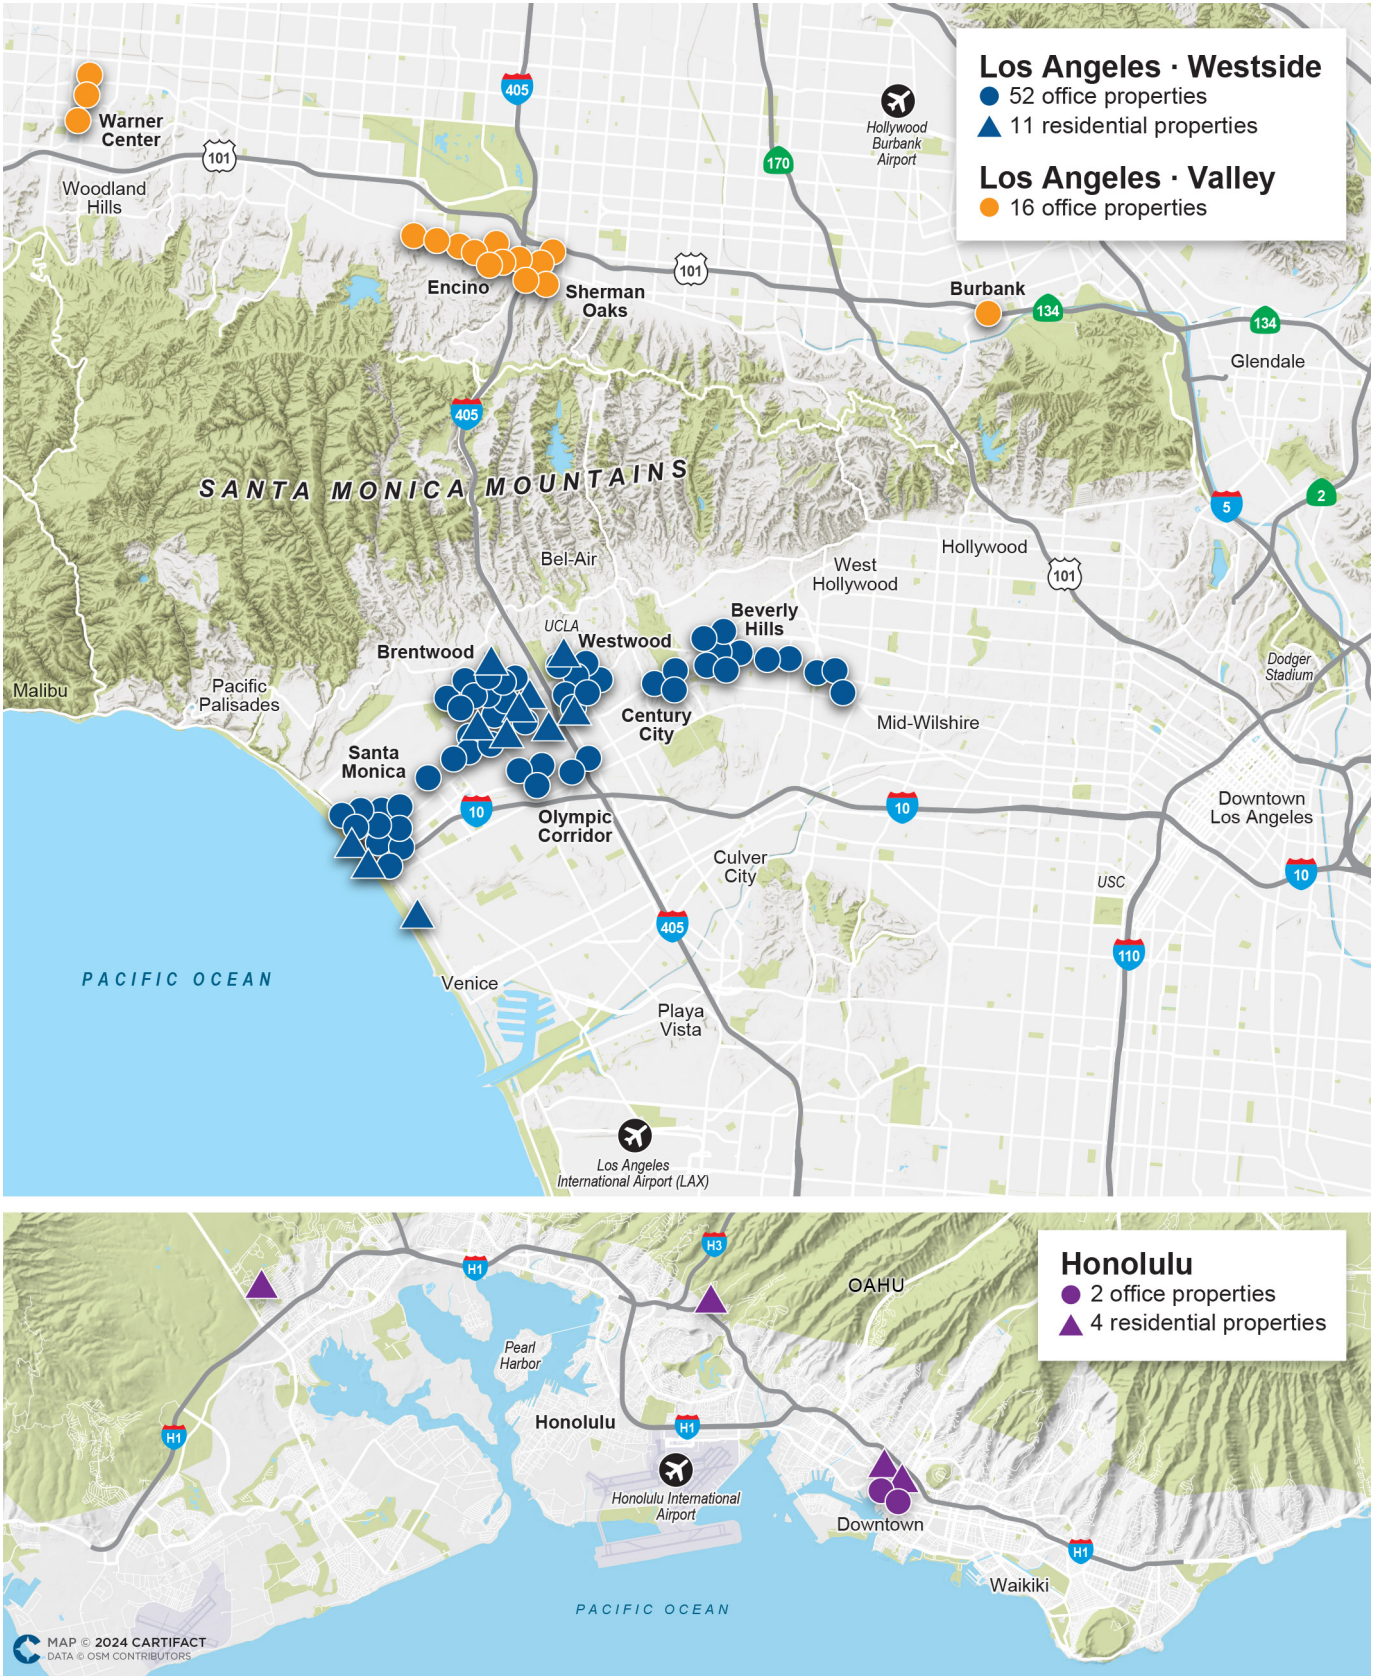 Los Angeles · Westside
52 office properties
11 residential properties
Los Angeles · Valley
16 office properties
405
Hollywood
Burbank
Airport
170
Warner
Center
101
Woodland
Hills
Encino
Sherman
Oaks
101
Burbank
134
134
Glendale
405
SANTA MONICA MOUNTAINS
5
2
Bel-Air
West
Hollywood
Hollywood
101
UCLA
Westwood
Beverly
Hills
Brentwood
Malibu
Pacific
Palisades
Century
City
Mid-Wilshire
Dodger
Stadium
Santa
Monica
10
Olympic
Corridor
10
Downtown
Los Angeles
Culver
City
USC
10
405
110
PACIFIC OCEAN
Venice
Playa
Vista
Los Angeles
International Airport (LAX)
Honolulu
2 office properties
4 residential properties
H1
H3
OAHU
Pearl
Harbor
Honolulu
H1
H1
Honolulu International
Airport
Downtown
H1
Waikiki
PACIFIC OCEAN
MAP © 2024 CARTIFACT
DATA © OSM CONTRIBUTORS